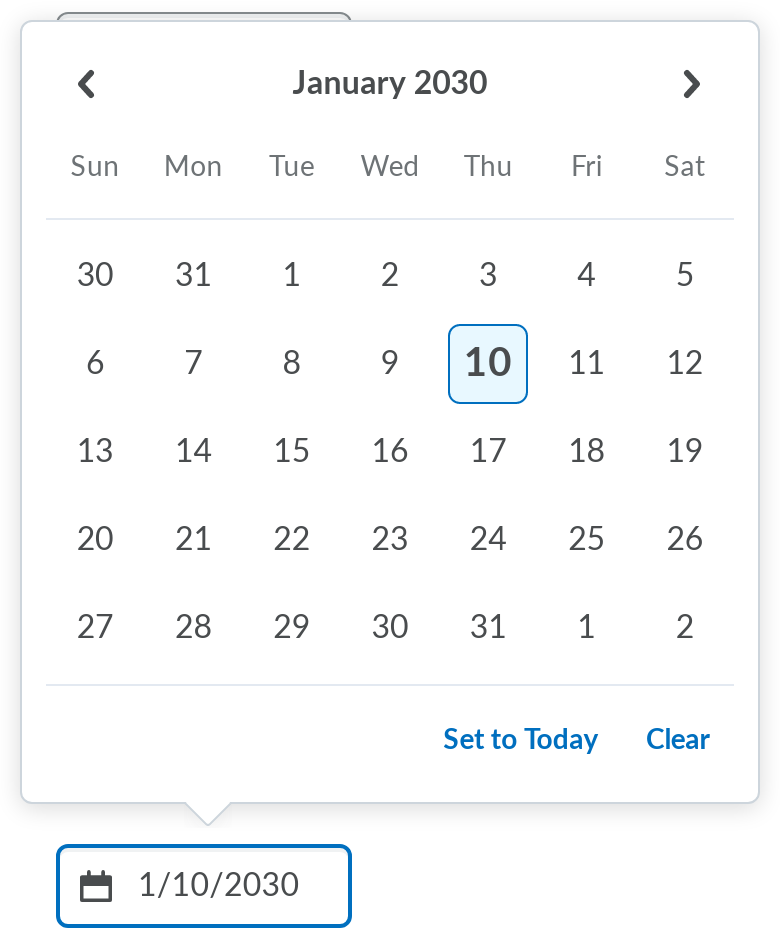 January 2030
Sun Mon Tue Wed Thu Fri Sat
30 31 1 2 3 4 5
6 7 8 9 10 11 12
13 14 15 16 17 18 19
20 21 22 23 24 25 26
27 28 29 30 31 1 2
Set to Today Clear
1/10/2030